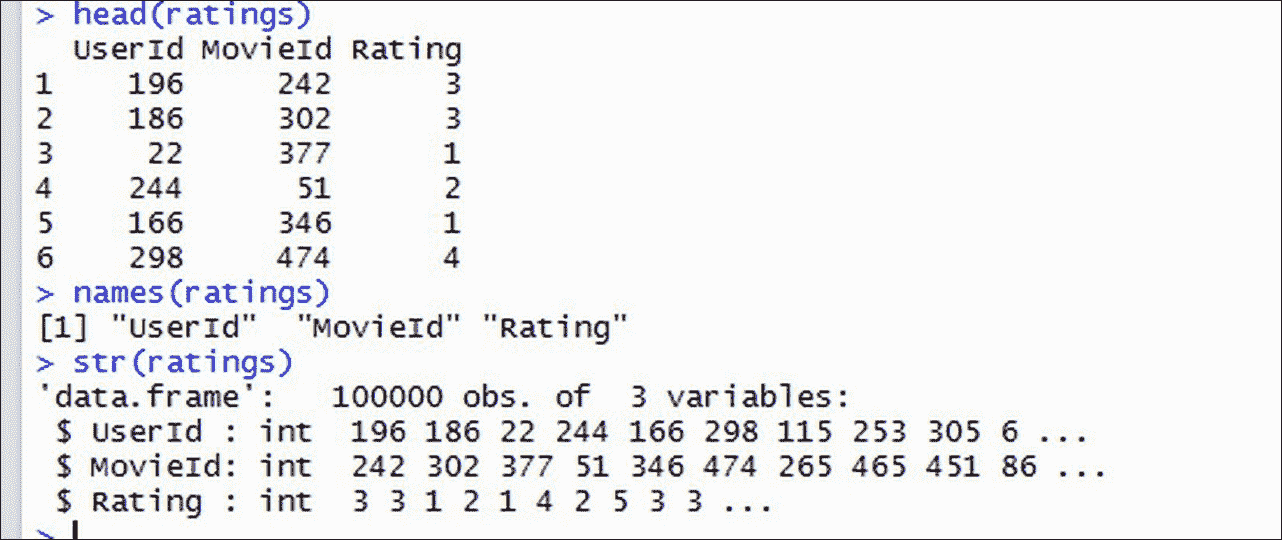 > head(ratings)
  UserId MovieId Rating
1    196     242      3
2    186     302      3
3     22     377      1
4    244      51      2
5    166     346      1
6    298     474      4
> names(ratings)
[1] "UserId"  "MovieId" "Rating"
> str(ratings)
'data.frame':   100000 obs. of  3 variables:
 $ UserId : int  196 186 22 244 166 298 115 253 305 6 ...
 $ MovieId: int  242 302 377 51 346 474 265 465 451 86 ...
 $ Rating : int  3 3 1 2 1 4 2 5 3 3 ...
>